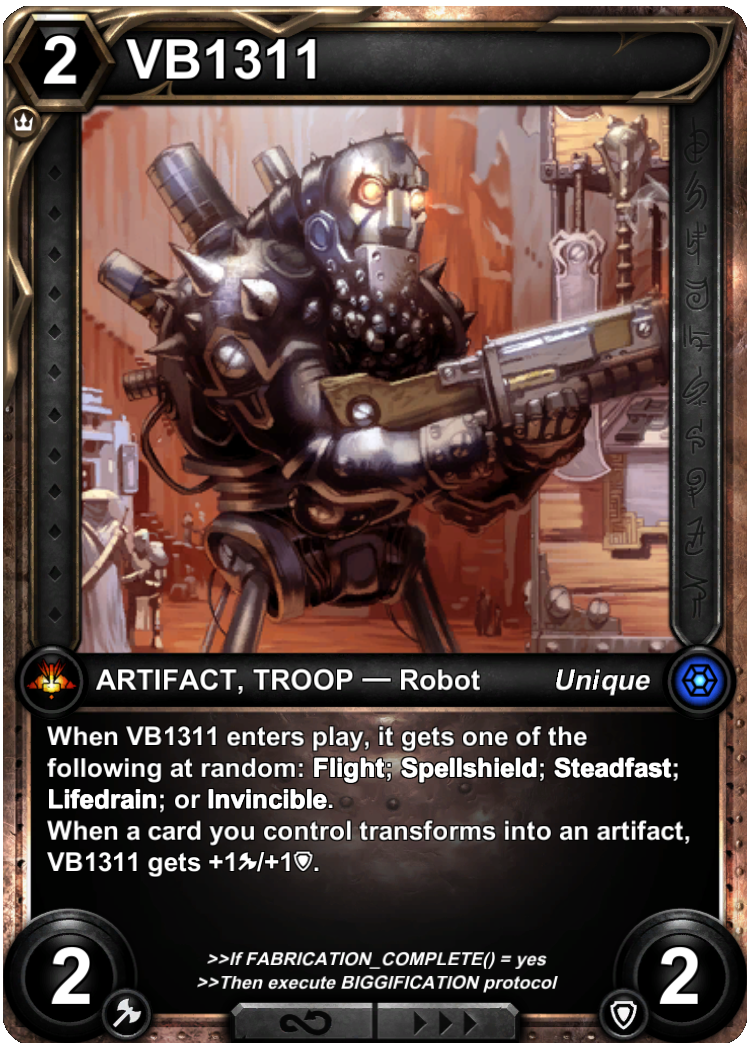 2
VB1311
ARTIFACT, TROOP — Robot
Unique
When VB1311 enters play, it gets one of the
following at random: Flight; Spellshield; Steadfast;
Lifedrain; or Invincible.
When a card you control transforms into an artifact,
VB1311 gets +1/+1.
>>If FABRICATION_COMPLETE() = yes
>>Then execute BIGGIFICATION protocol
2
2